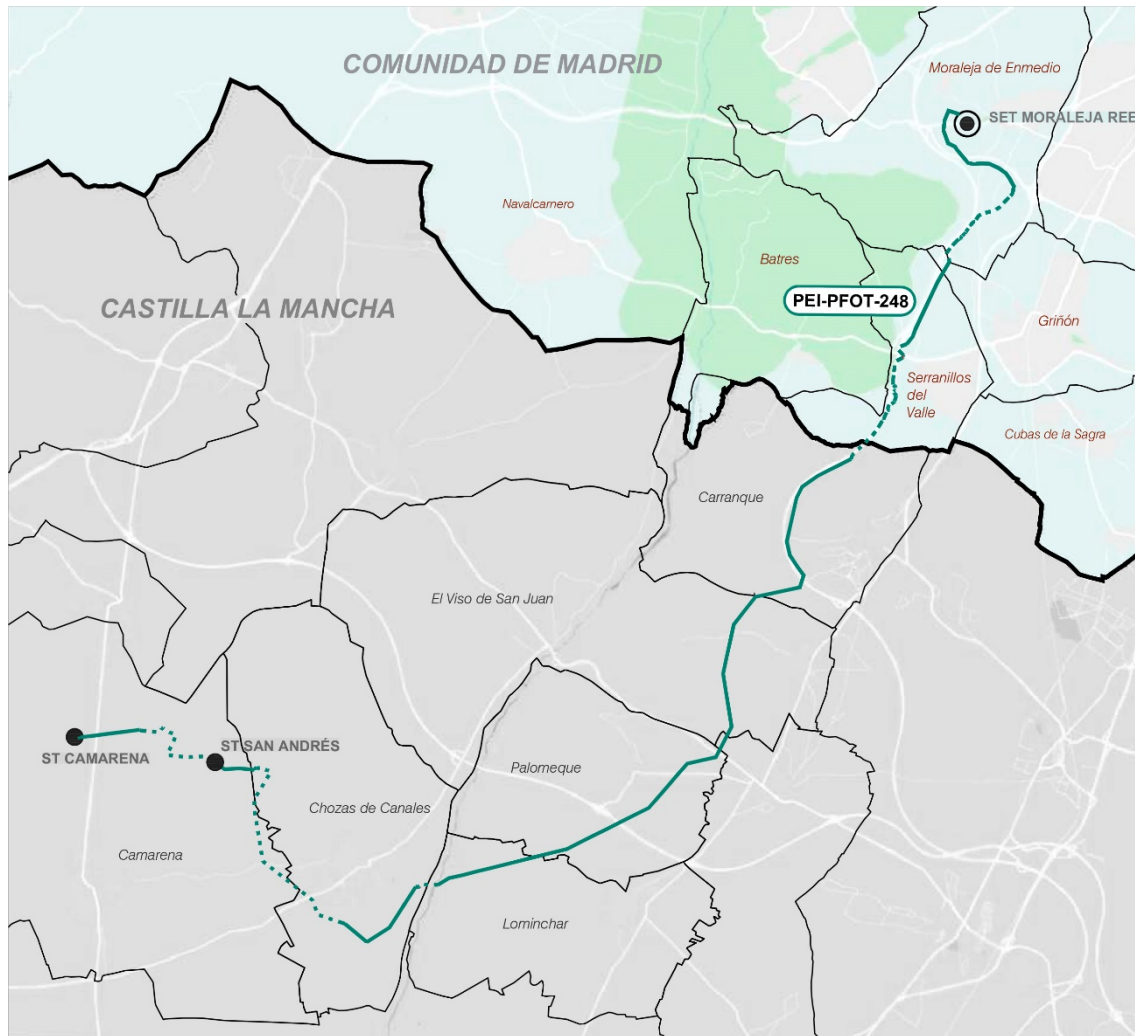 COMUNIDAD DE MADRID
Moraleja de Enmedio
SET MORALEJA REE
Navalcarnero
Batres
CASTILLA LA MANCHA
PEI-PFOT-248
Griñón
Serranillos
del
Valle
Cubas de la Sagra
Carranque
El Viso de San Juan
ST SAN ANDRÉS
ST CAMARENA
Palomeque
Chozas de Canales
Camarena
Lominchar